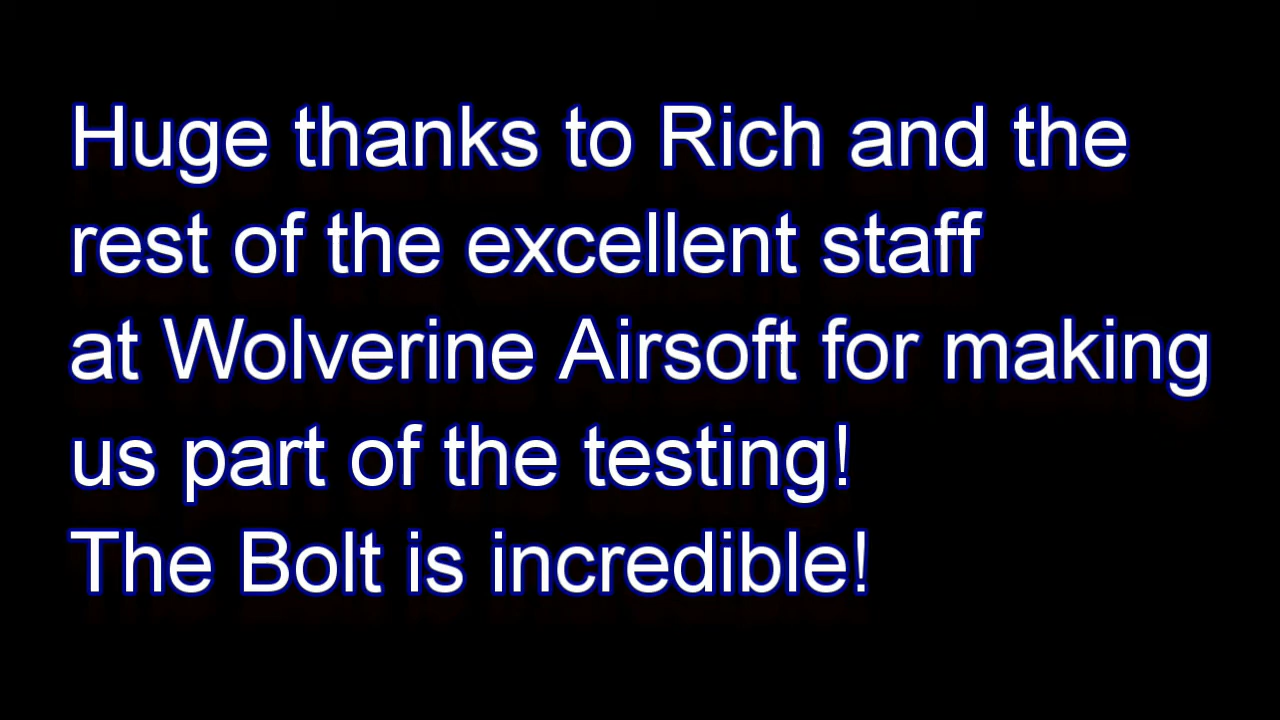 Huge thanks to Rich and the
rest of the excellent staff
at Wolverine Airsoft for making
us part of the testing!
The Bolt is incredible!